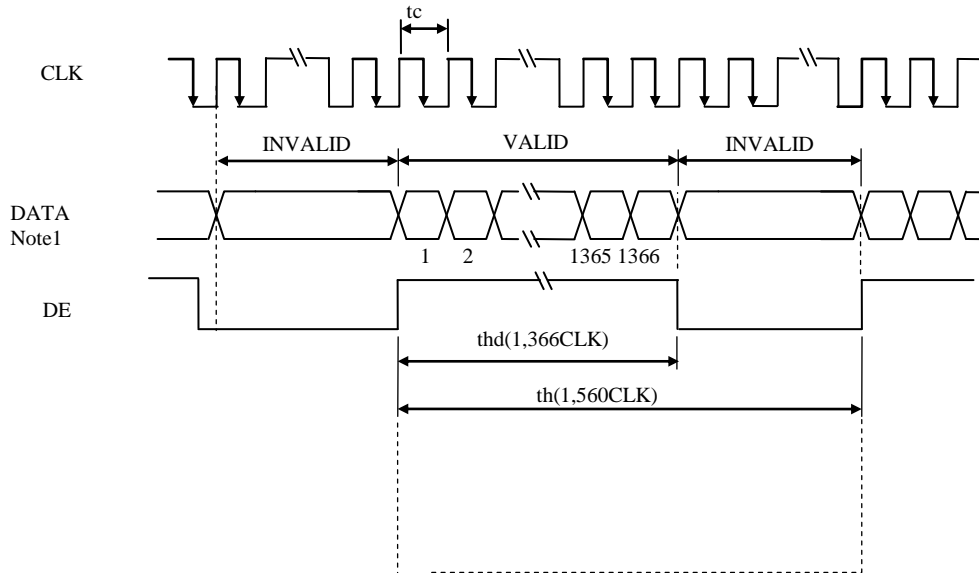 tc
CLK
INVALID VALID INVALID
DATA
Note1
1 2 1365 1366
DE
thd(1,366CLK)
th(1,560CLK)